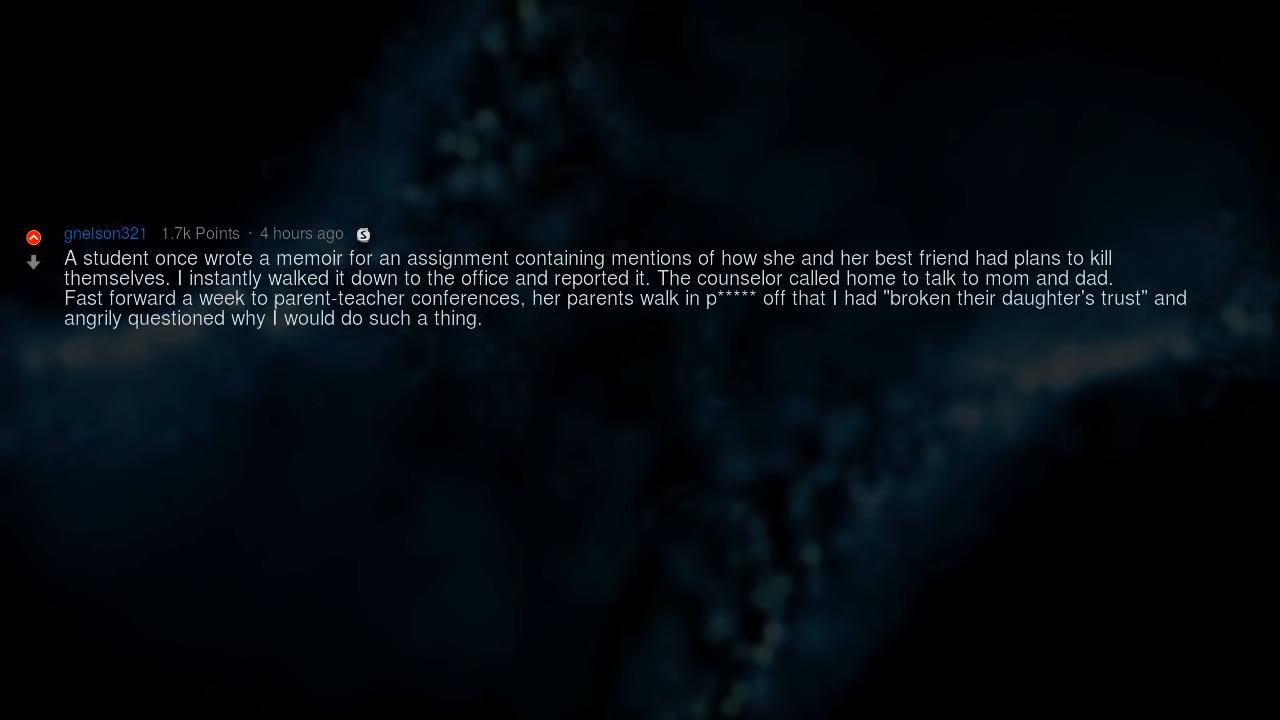 gnelson321 1.7k Points · 4 hours ago S
A student once wrote a memoir for an assignment containing mentions of how she and her best friend had plans to kill
themselves. I instantly walked it down to the office and reported it. The counselor called home to talk to mom and dad.
Fast forward a week to parent-teacher conferences, her parents walk in p***** off that I had "broken their daughter's trust" and
angrily questioned why I would do such a thing.